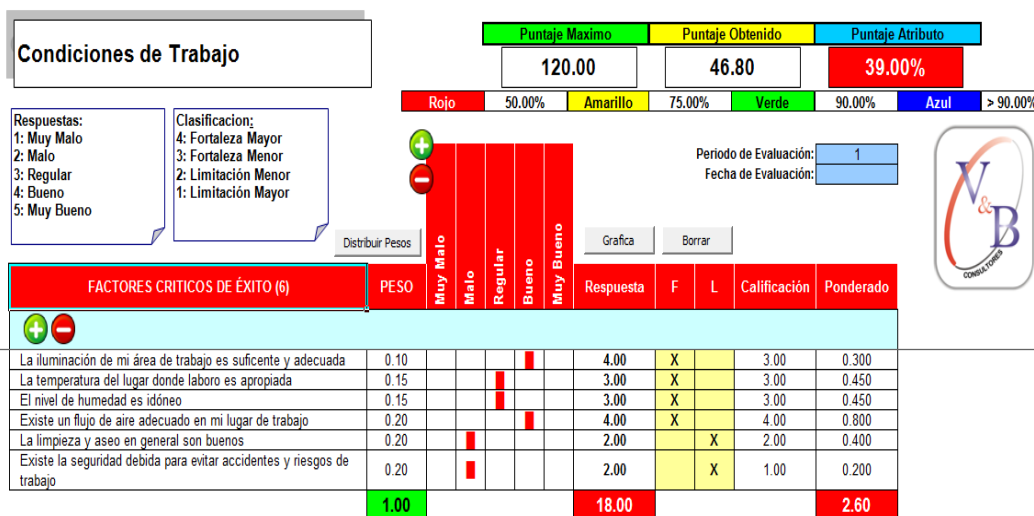 Condiciones de Trabajo
Puntaje Maximo Puntaje Obtenido Puntaje Atributo
120.00 46.80 39.00%
Rojo 50.00% Amarillo 75.00% Verde 90.00% Azul > 90.00%
Respuestas:
1: Muy Malo
2: Malo
3: Regular
4: Bueno
5: Muy Bueno
Clasificacion:
4: Fortaleza Mayor
3: Fortaleza Menor
2: Limitación Menor
1: Limitación Mayor
Periodo de Evaluación: 1
Fecha de Evaluación:
V&B
CONSULTORES
Distribuir Pesos
Grafica Borrar
FACTORES CRITICOS DE ÉXITO (6) PESO Muy Malo Malo Regular Bueno Muy Bueno Respuesta F L Calificación Ponderado
La iluminación de mi área de trabajo es suficente y adecuada 0.10 4.00 X 3.00 0.300
La temperatura del lugar donde laboro es apropiada 0.15 3.00 X 3.00 0.450
El nivel de humedad es idóneo 0.15 3.00 X 3.00 0.450
Existe un flujo de aire adecuado en mi lugar de trabajo 0.20 4.00 X 4.00 0.800
La limpieza y aseo en general son buenos 0.20 2.00 X 2.00 0.400
Existe la seguridad debida para evitar accidentes y riesgos de
trabajo 0.20 2.00 X 1.00 0.200
1.00 18.00 2.60